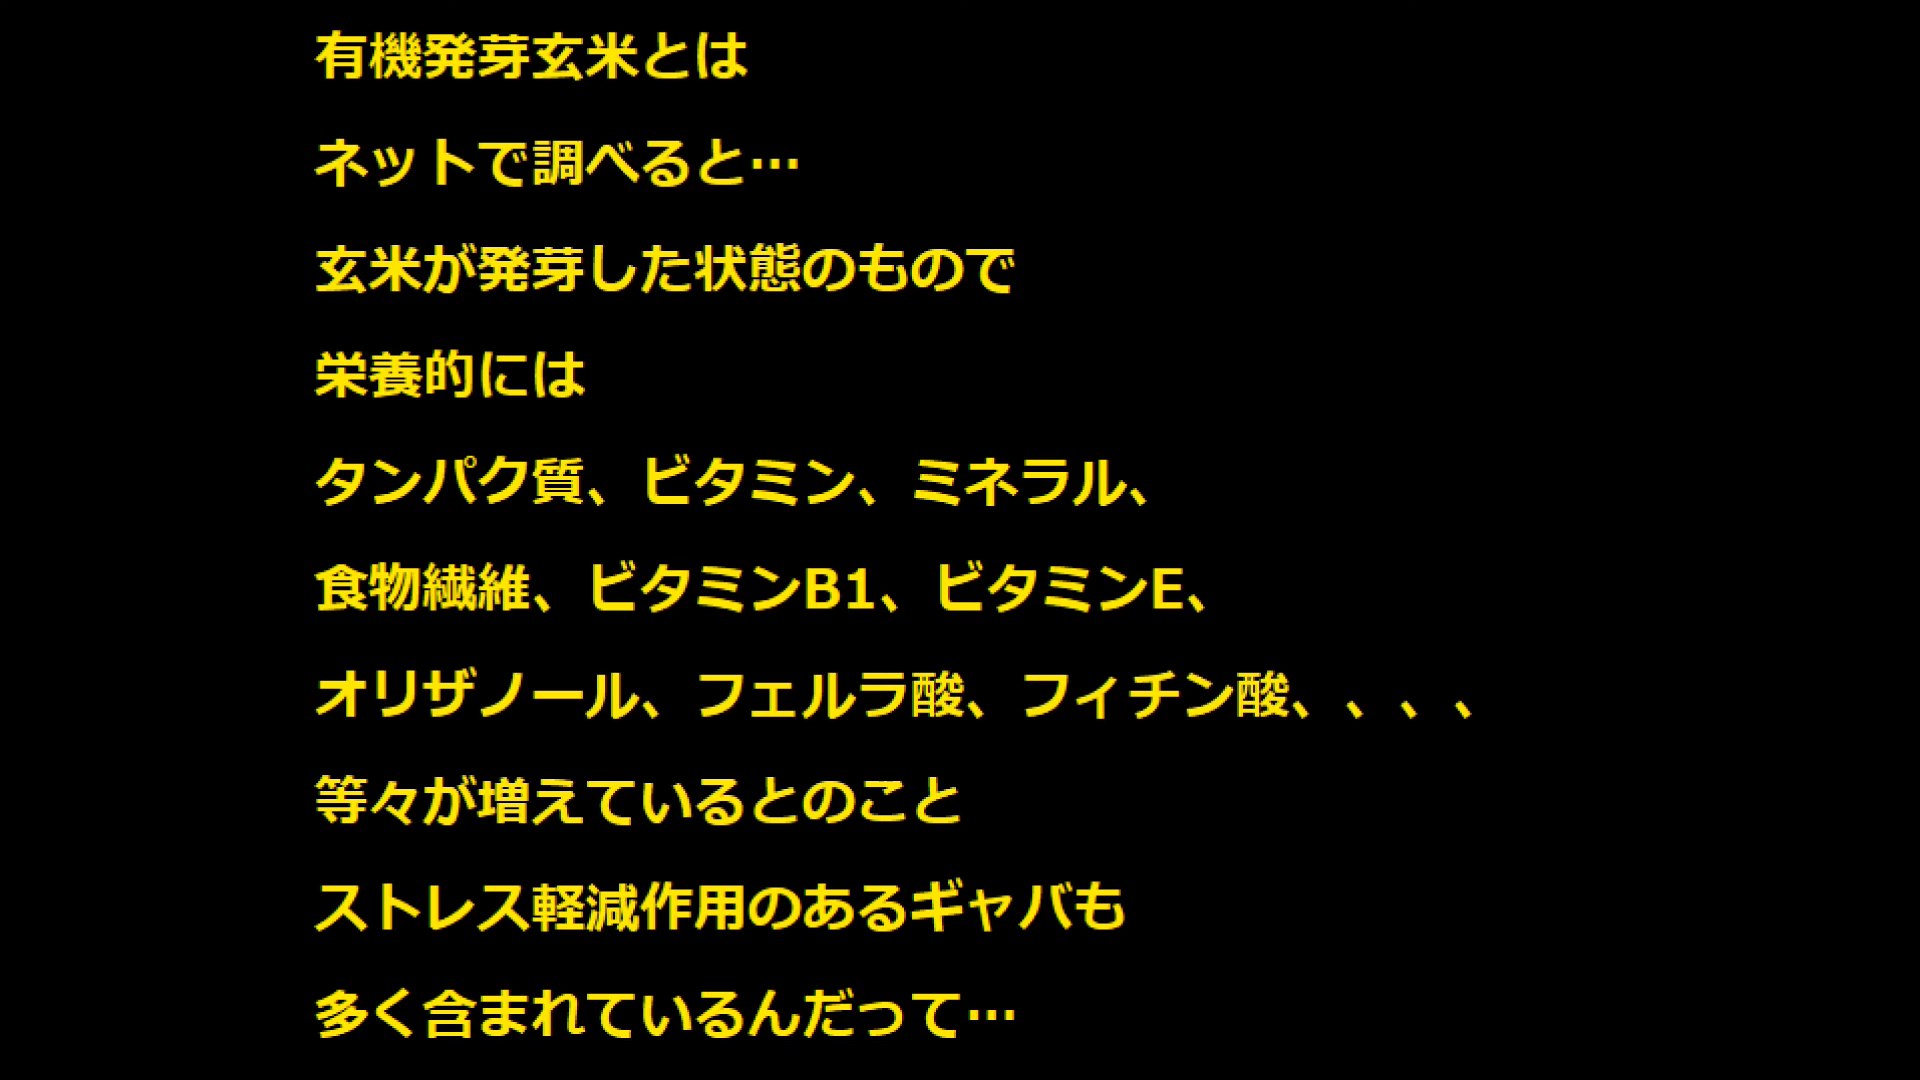 有機発芽玄米とは
ネットで調べると…
玄米が発芽した状態のもので
栄養的には
タンパク質、ビタミン、ミネラル、
食物繊維、ビタミンB1、ビタミンE、
オリザノール、フェルラ酸、フィチン酸、、、、
等々が増えているとのこと
ストレス軽減作用のあるギャバも
多く含まれているんだって…